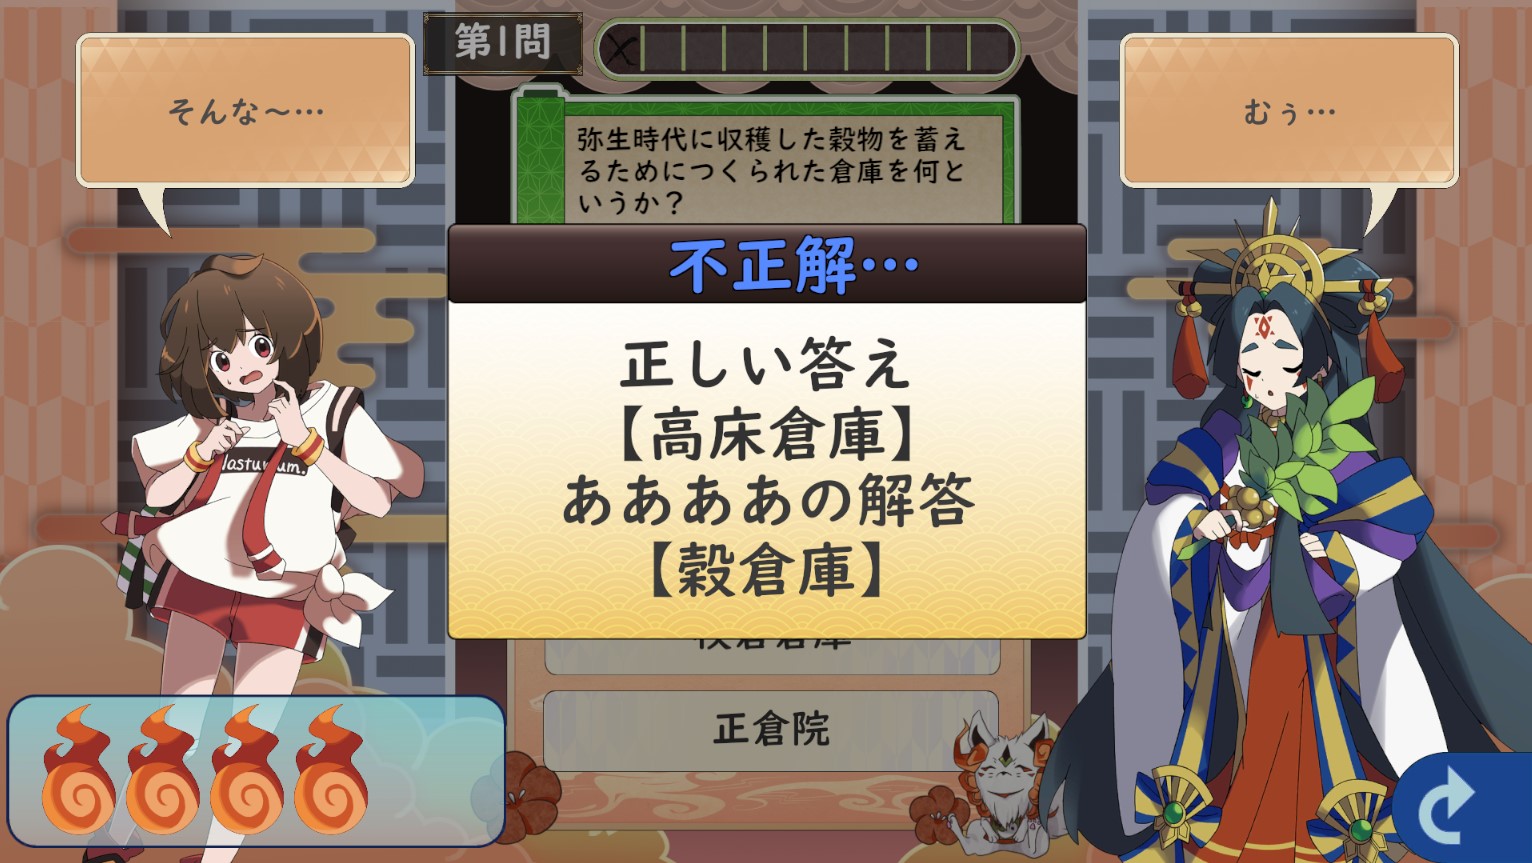 第1問
そんな～…
むぅ…
弥生時代に収穫した穀物を蓄え
るためにつくられた倉庫を何と
いうか？
不正解…
正しい答え
【高床倉庫】
ああああの解答
【穀倉庫】
正倉院